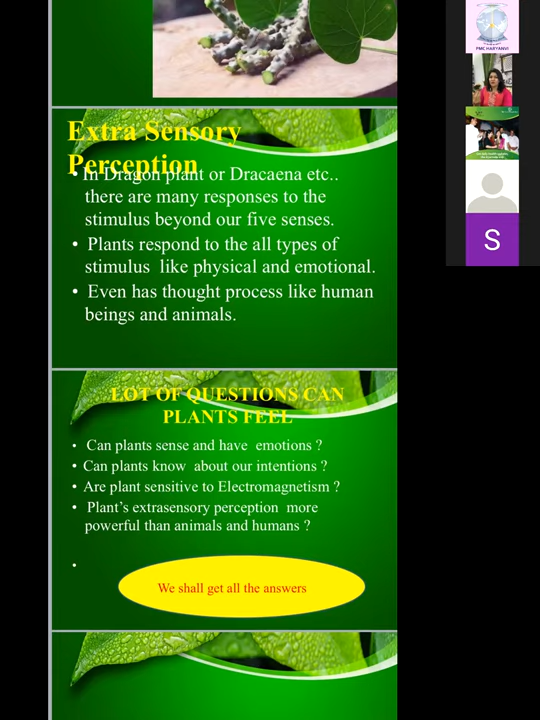 Extra Sensory
Perception
• In Dragon plant or Dracaena etc..
there are many responses to the
stimulus beyond our five senses.
• Plants respond to the all types of
stimulus like physical and emotional.
• Even has thought process like human
beings and animals.
LOT OF QUESTIONS CAN
PLANTS FEEL
• Can plants sense and have emotions ?
• Can plants know about our intentions ?
• Are plant sensitive to Electromagnetism ?
• Plant's extrasensory perception more
powerful than animals and humans ?
•
We shall get all the answers
PMC HARYANVI
S